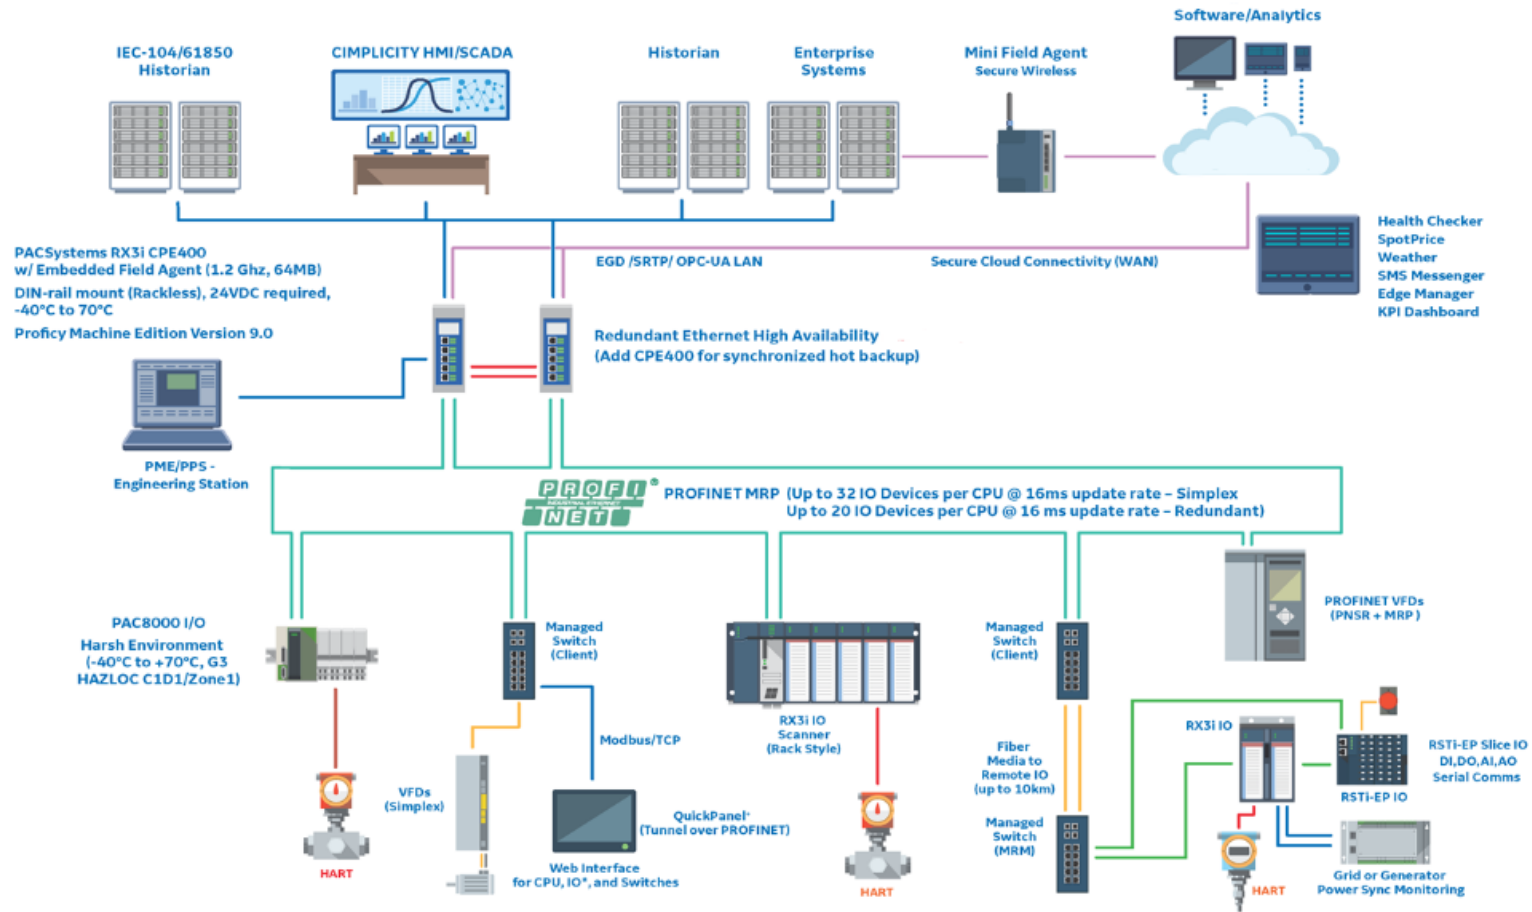 Software/Analytics
IEC-104/61850
Historian
CIMPLICITY HMI/SCADA
Historian
Enterprise
Systems
Mini Field Agent
Secure Wireless
Health Checker
SpotPrice
Weather
SMS Messenger
Edge Manager
KPI Dashboard
PACSystems RX3i CPE400
w/ Embedded Field Agent (1.2 Ghz, 64MB)
DIN-rail mount (Rackless), 24VDC required,
-40°C to 70°C
Proficy Machine Edition Version 9.0
EGD /SRTP/ OPC-UA LAN
Secure Cloud Connectivity (WAN)
Redundant Ethernet High Availability
(Add CPE400 for synchronized hot backup)
PME/PPS -
Engineering Station
PROFI
INDUSTRIAL ETHERNET
NET
®
PROFINET MRP (Up to 32 IO Devices per CPU @ 16ms update rate – Simplex
Up to 20 IO Devices per CPU @ 16 ms update rate – Redundant)
PAC8000 I/O
Harsh Environment
(-40°C to +70°C, G3
HAZLOC C1D1/Zone1)
HART
Managed
Switch
(Client)
VFDs
(Simplex)
Modbus/TCP
QuickPanel+
(Tunnel over PROFINET)
Web Interface
for CPU, IO*, and Switches
RX3i IO
Scanner
(Rack Style)
HART
Managed
Switch
(Client)
Fiber
Media to
Remote IO
(up to 10km)
Managed
Switch
(MRM)
PROFINET VFDs
(PNSR + MRP )
RX3i IO
RSTi-EP Slice IO
DI,DO,AI,AO
Serial Comms
RSTi-EP IO
HART
Grid or Generator
Power Sync Monitoring